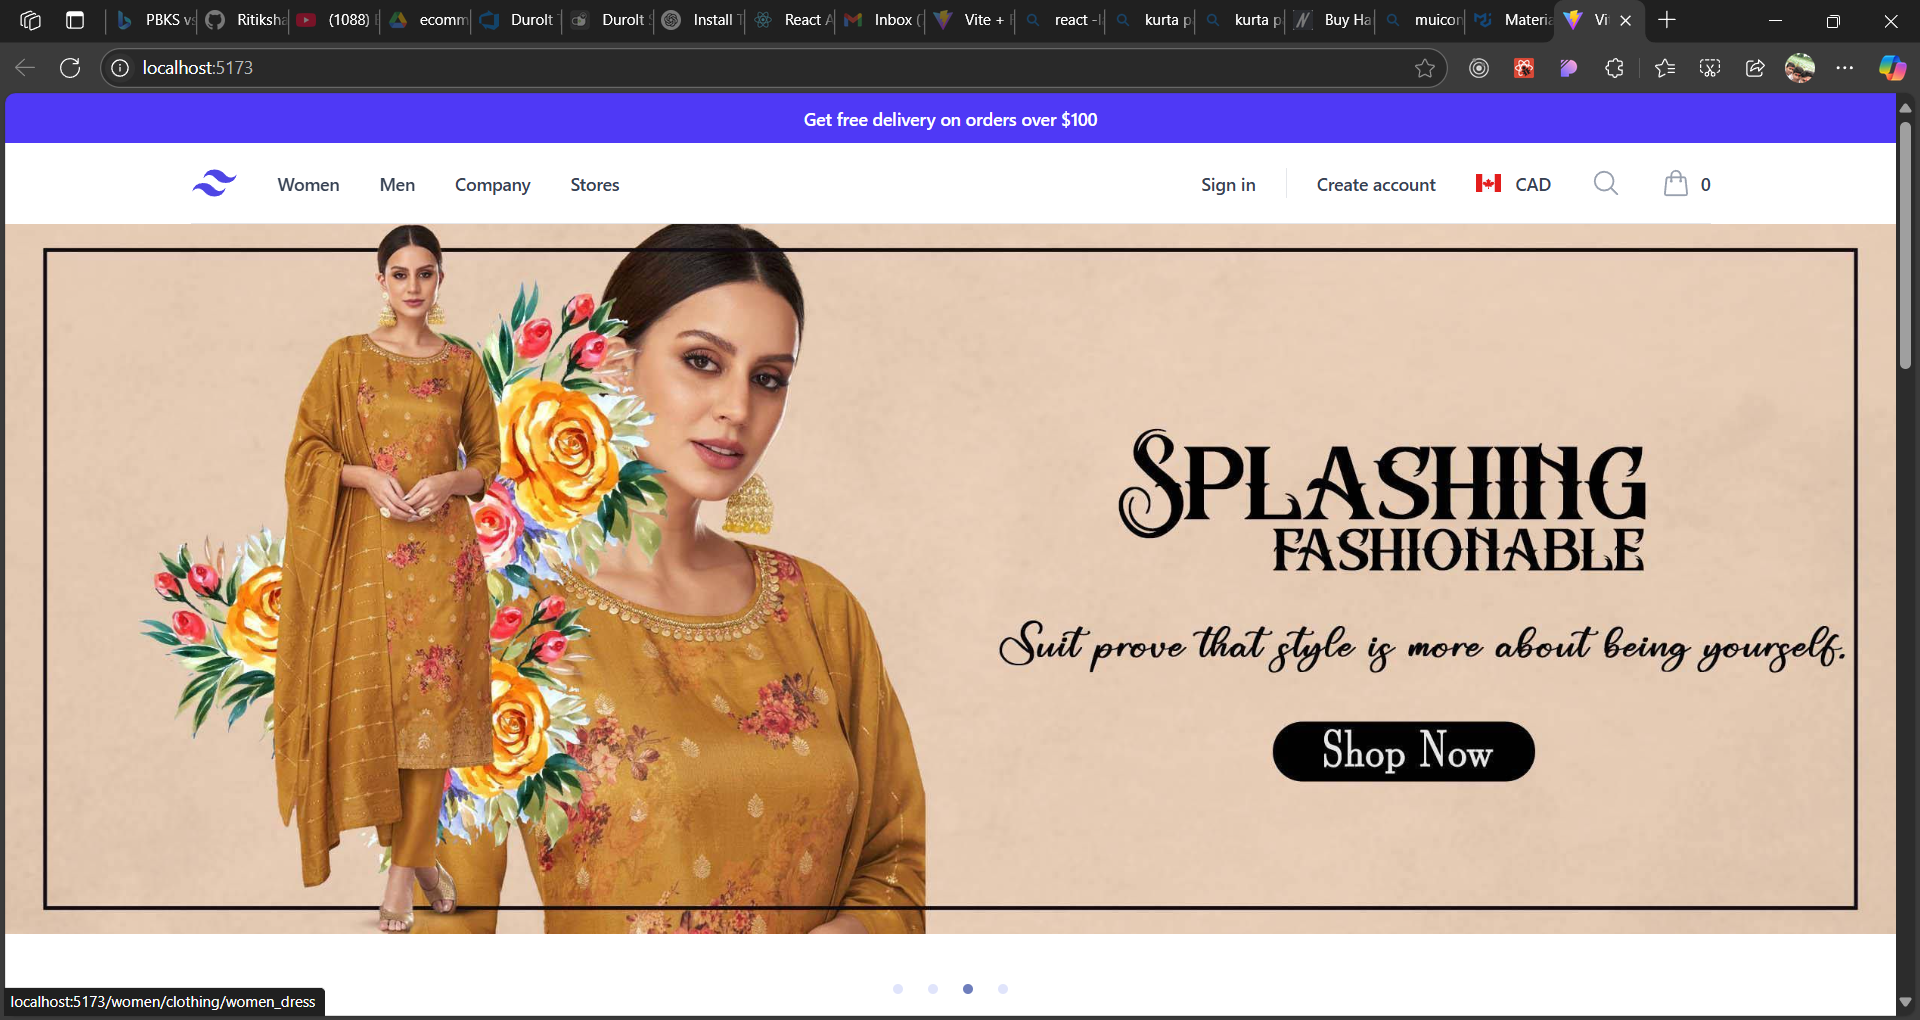 PBKS vs
Ritiksha
(1088)
ecomm
DuroIt
DuroIt
Install T
React A
Inbox (
Vite +
react -l
kurta p
kurta p
Buy Ha
muicon
Materia
Vi
localhost:5173
Get free delivery on orders over $100
Women
Men
Company
Stores
Sign in
Create account
CAD
0
SPLASHING
FASHIONABLE
Suit prove that style is more about being yourself.
Shop Now
localhost:5173/women/clothing/women_dress